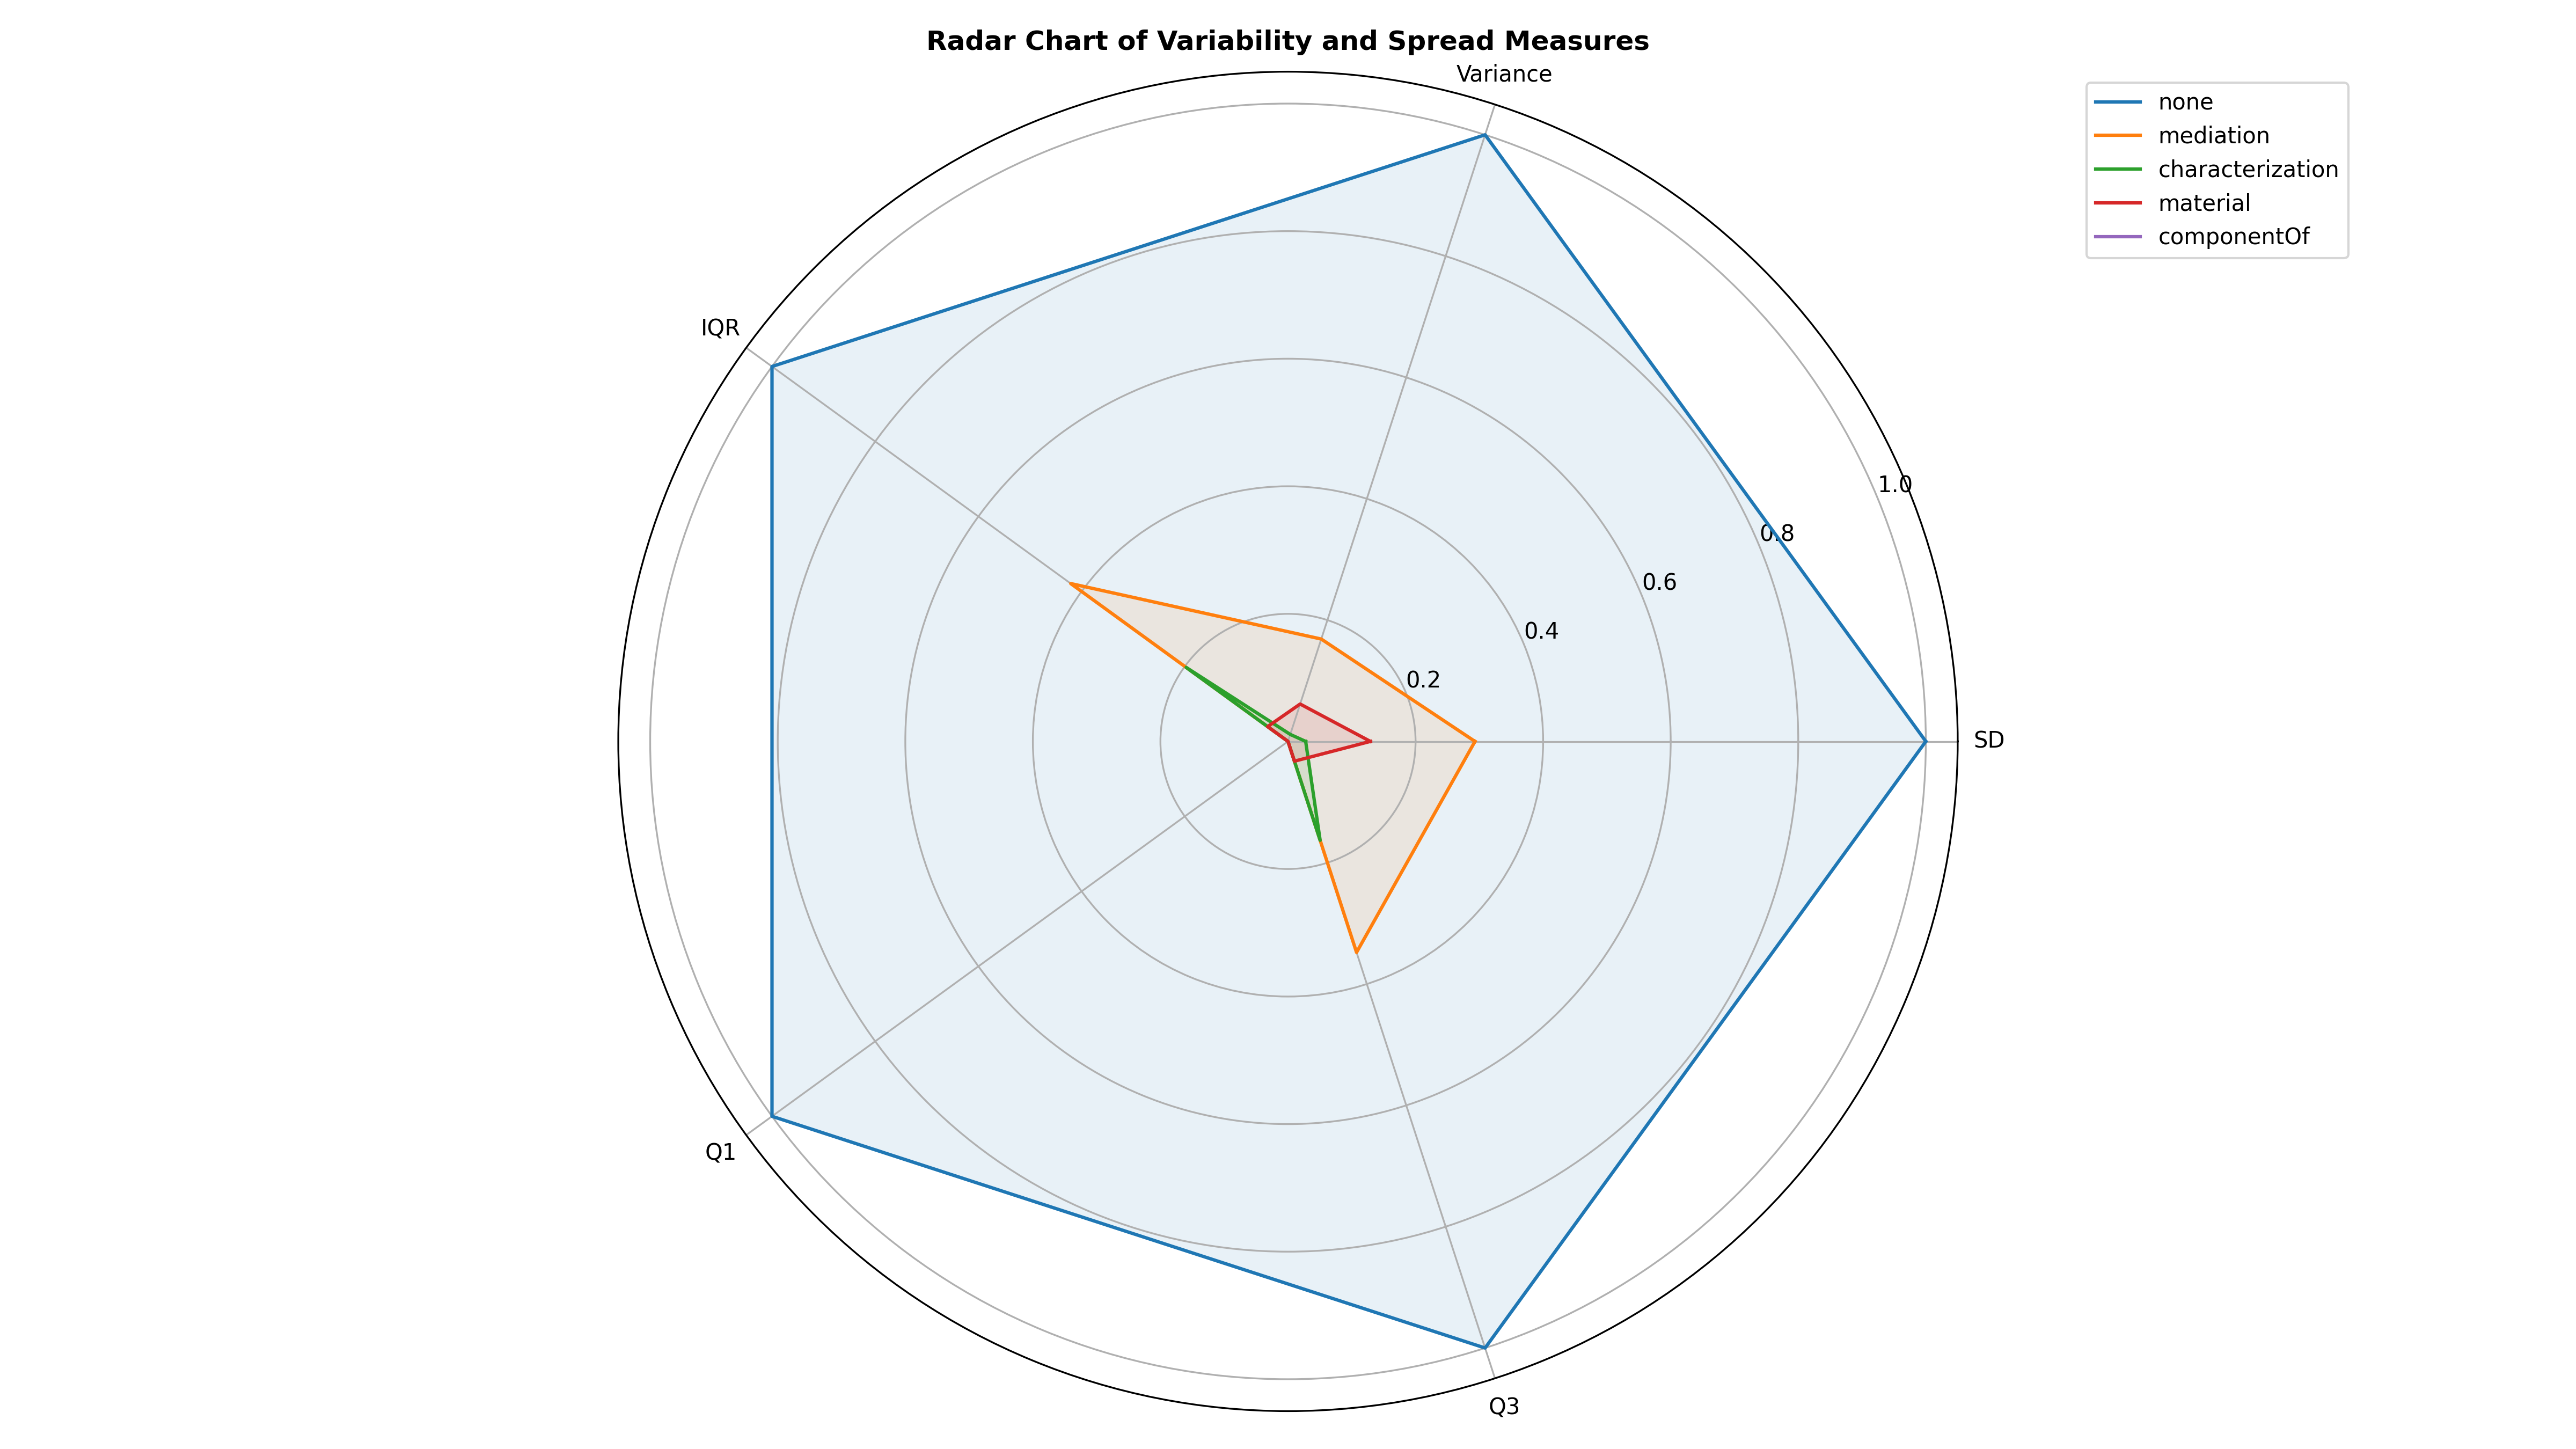 Radar Chart of Variability and Spread Measures
Variance
none
mediation
characterization
material
componentOf
IQR
1.0
0.8
0.6
0.4
0.2
SD
Q1
Q3